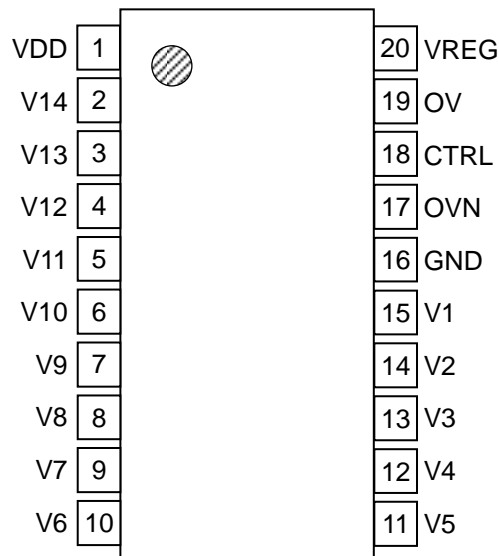 VDD 1 20 VREG
V14 2 19 OV
V13 3 18 CTRL
V12 4 17 OVN
V11 5 16 GND
V10 6 15 V1
V9 7 14 V2
V8 8 13 V3
V7 9 12 V4
V6 10 11 V5